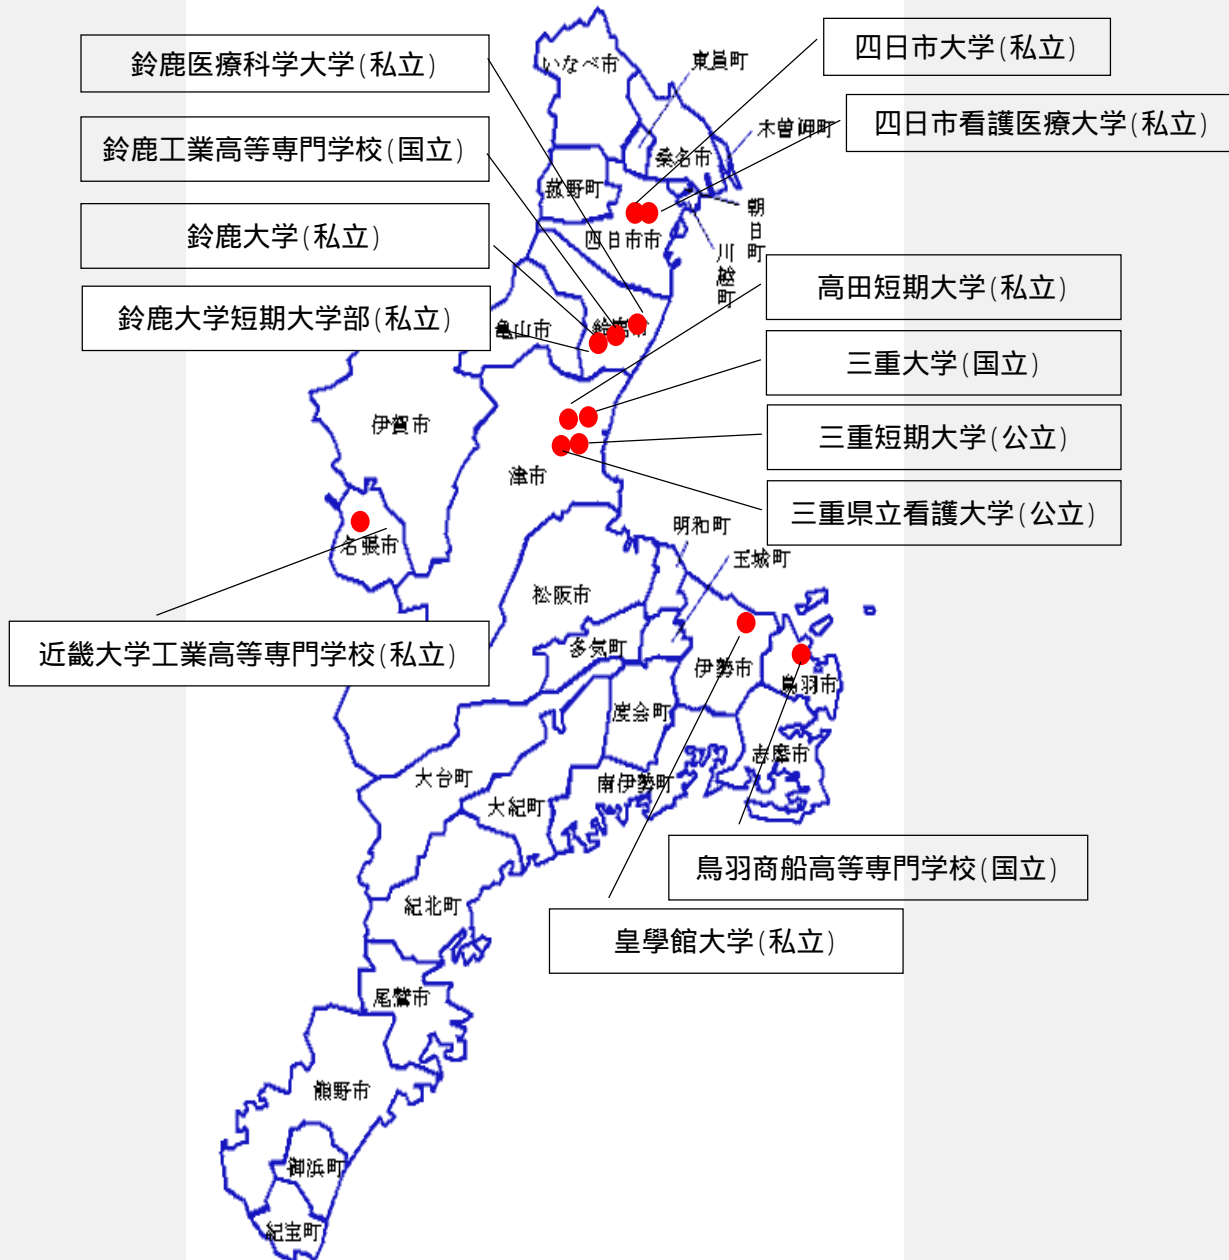 鈴鹿医療科学大学(私立)
鈴鹿工業高等専門学校(国立)
鈴鹿大学(私立)
鈴鹿大学短期大学部(私立)
四日市大学(私立)
四日市看護医療大学(私立)
高田短期大学(私立)
三重大学(国立)
三重短期大学(公立)
三重県立看護大学(公立)
近畿大学工業高等専門学校(私立)
鳥羽商船高等専門学校(国立)
皇學館大学(私立)
いなべ市
東員町
木曽岬町
桑名市
菰野町
朝日町
四日市市
川越町
亀山市
鈴鹿市
伊賀市
津市
名張市
明和町
玉城町
松阪市
多気町
伊勢市
鳥羽市
度会町
志摩市
大台町
南伊勢町
大紀町
紀北町
尾鷲市
熊野市
御浜町
紀宝町